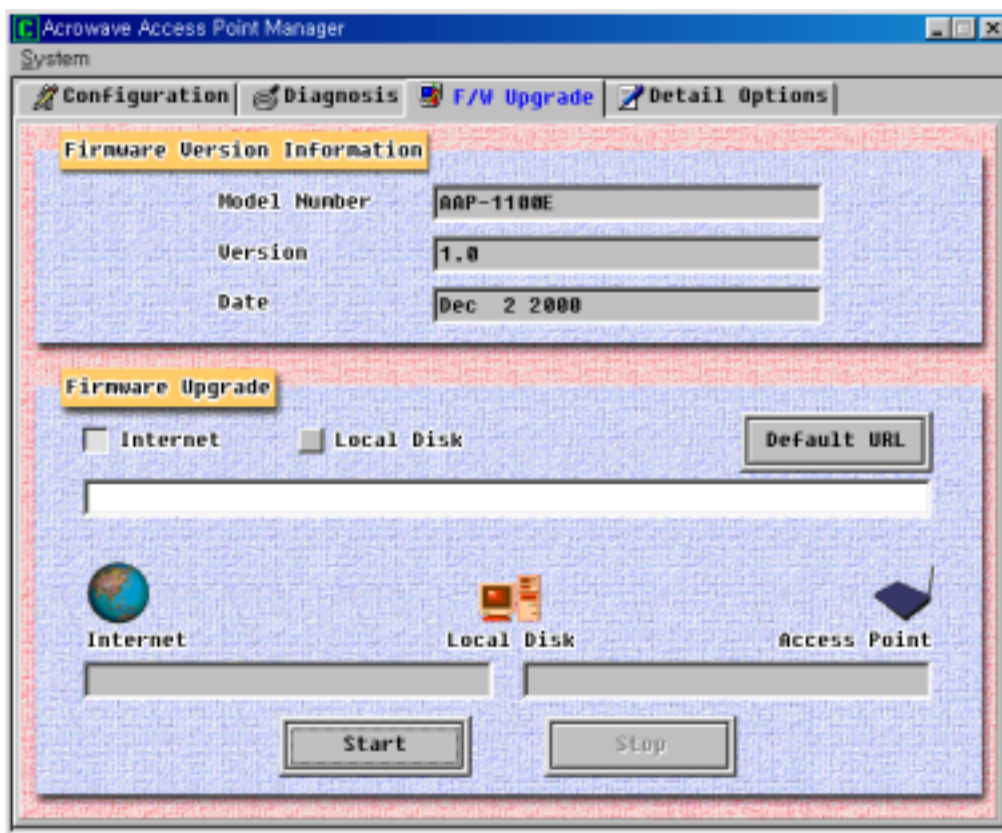 Acrowave Access Point Manager
System
Configuration Diagnosis F/W Upgrade Detail Options
Firmware Version Information
Model Number AAP-1100E
Version 1.0
Date Dec 2 2000
Firmware Upgrade
Internet Local Disk Default URL
Internet Local Disk Access Point
Start Stop